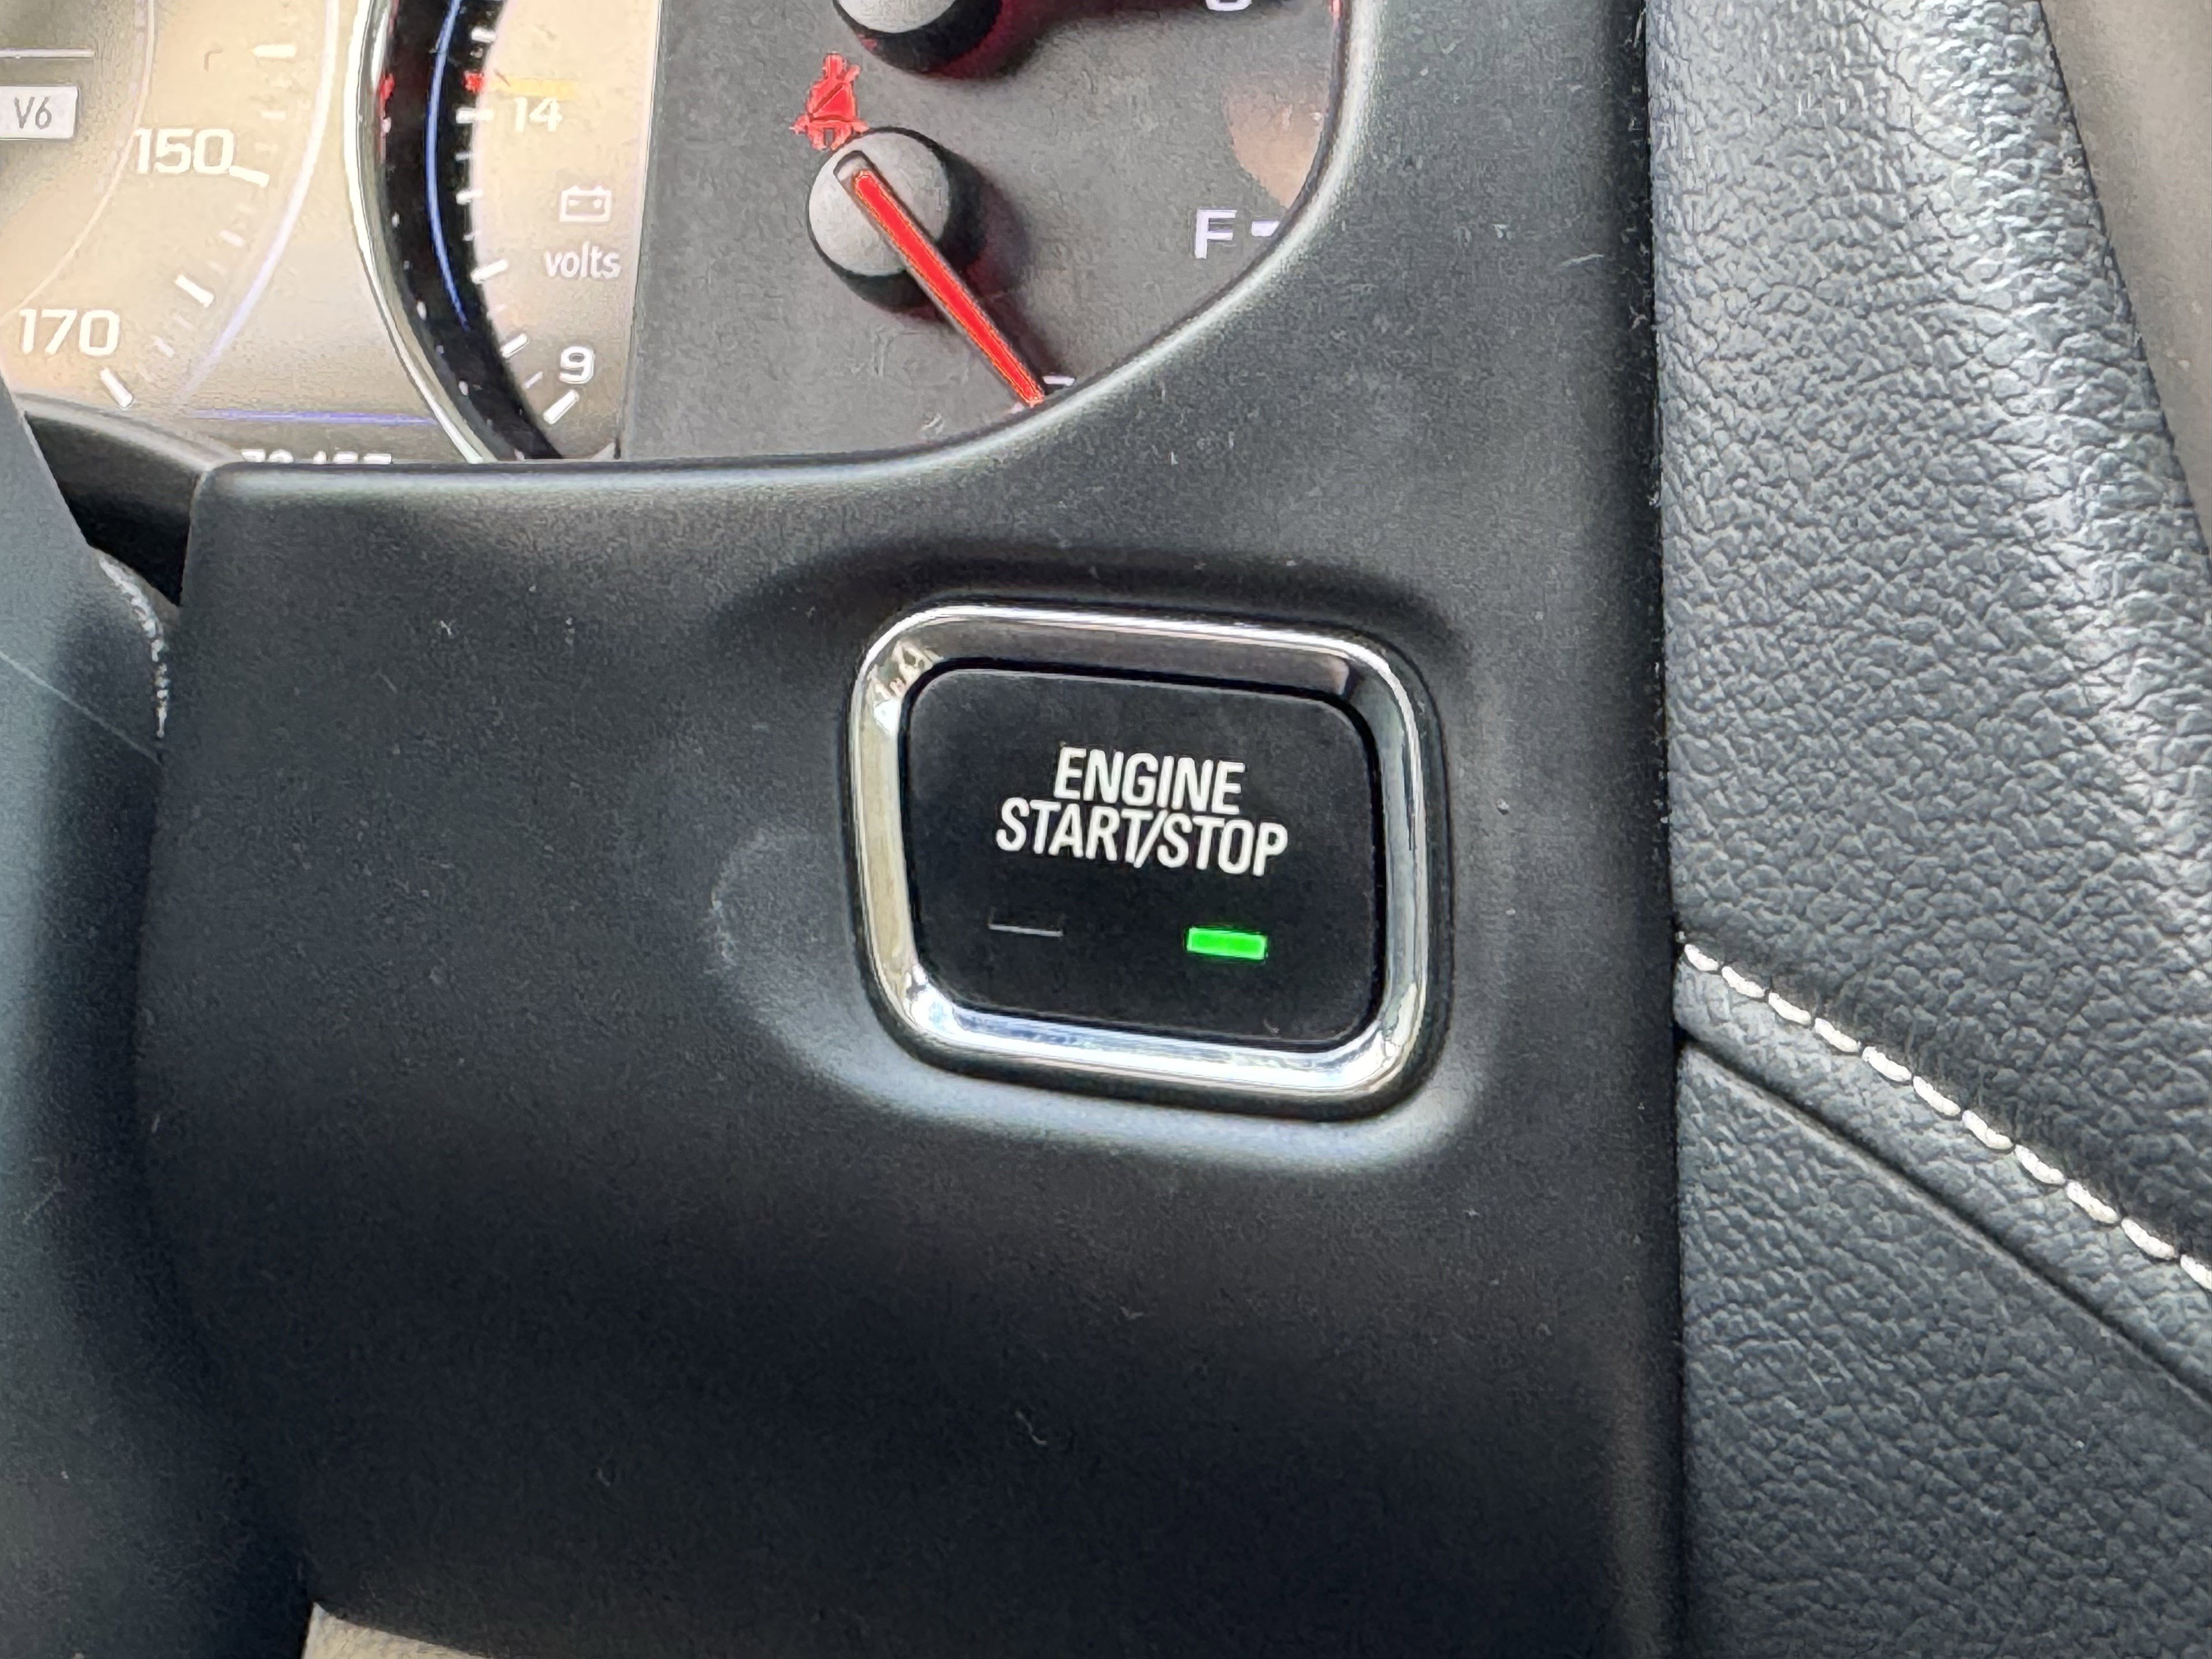 V6
150
14
volts
F
170
9
ENGINE
START/STOP